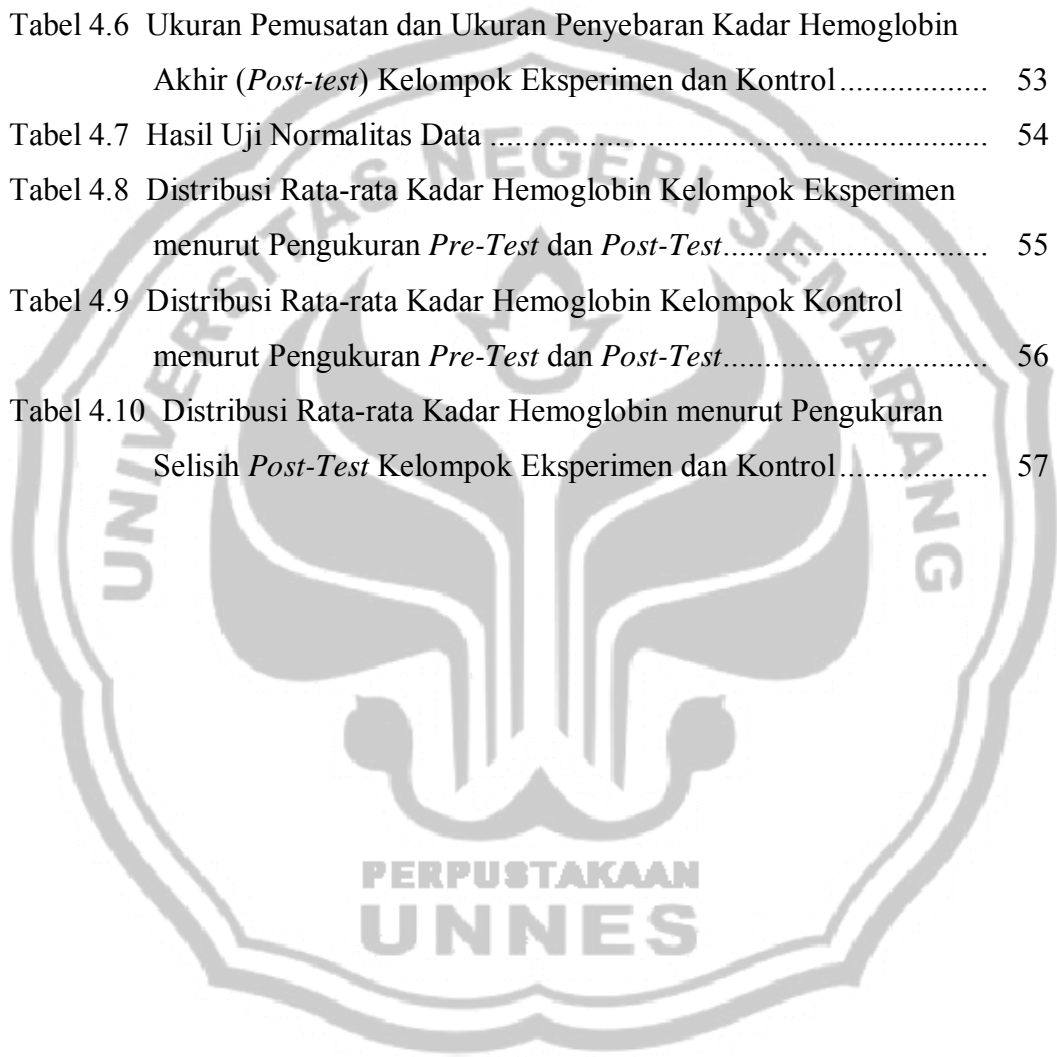 Tabel 4.6 Ukuran Pemusatan dan Ukuran Penyebaran Kadar Hemoglobin
Akhir (Post-test) Kelompok Eksperimen dan Kontrol.................. 53
Tabel 4.7 Hasil Uji Normalitas Data ............................................................. 54
Tabel 4.8 Distribusi Rata-rata Kadar Hemoglobin Kelompok Eksperimen
menurut Pengukuran Pre-Test dan Post-Test................................ 55
Tabel 4.9 Distribusi Rata-rata Kadar Hemoglobin Kelompok Kontrol
menurut Pengukuran Pre-Test dan Post-Test................................ 56
Tabel 4.10 Distribusi Rata-rata Kadar Hemoglobin menurut Pengukuran
Selisih Post-Test Kelompok Eksperimen dan Kontrol.................. 57
UNIVERSITAS NEGERI SEMARANG
PERPUSTAKAAN
UNNES